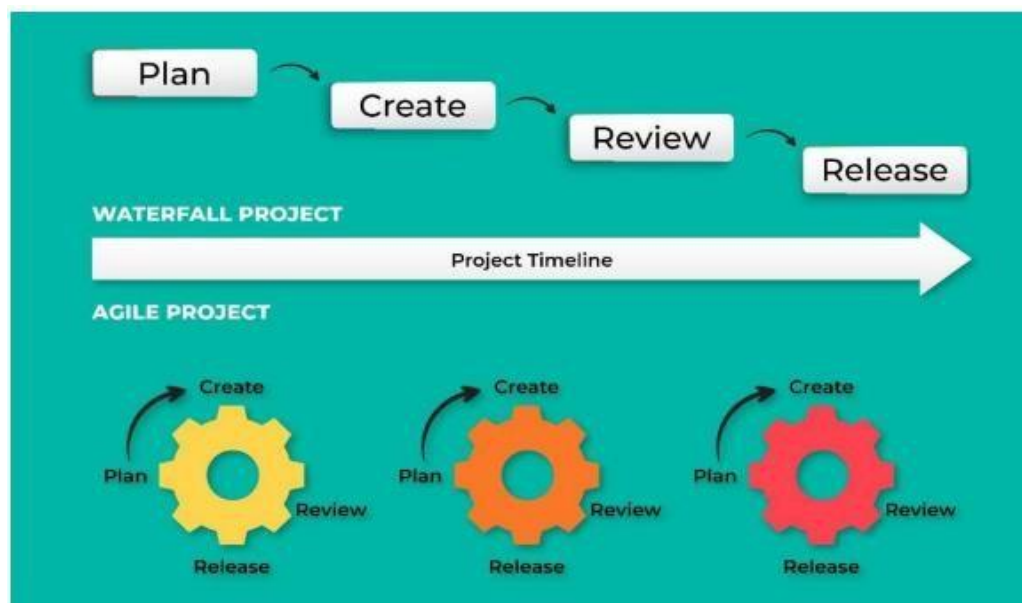 Plan
Create
Review
Release
WATERFALL PROJECT
Project Timeline
AGILE PROJECT
Create
Plan
Review
Release
Create
Plan
Review
Release
Create
Plan
Review
Release